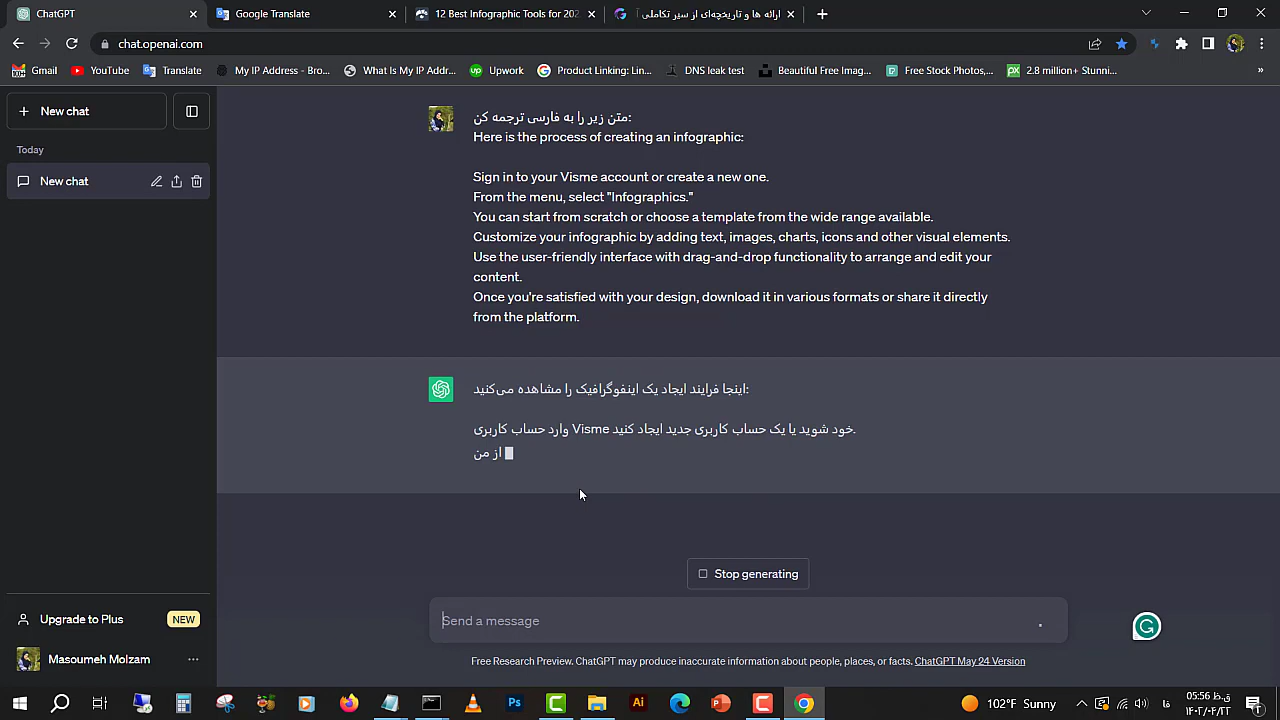 ChatGPT
Google Translate
12 Best Infographic Tools for 202
ارائه ها و تاریخچه‌ای از سیر تکاملی آ
chat.openai.com
Gmail
YouTube
Translate
My IP Address - Bro...
What Is My IP Addr...
Upwork
Product Linking: Lin...
DNS leak test
Beautiful Free Imag...
Free Stock Photos,...
2.8 million+ Stunni...
New chat
Today
New chat
متن زیر را به فارسی ترجمه کن:
Here is the process of creating an infographic:
Sign in to your Visme account or create a new one.
From the menu, select "Infographics."
You can start from scratch or choose a template from the wide range available.
Customize your infographic by adding text, images, charts, icons and other visual elements.
Use the user-friendly interface with drag-and-drop functionality to arrange and edit your
content.
Once you're satisfied with your design, download it in various formats or share it directly
from the platform.
اینجا فرایند ایجاد یک اینفوگرافیک را مشاهده می‌کنید:
وارد حساب کاربری Visme خود شوید یا یک حساب کاربری جدید ایجاد کنید.
از من
Stop generating
Send a message
Free Research Preview. ChatGPT may produce inaccurate information about people, places, or facts. ChatGPT May 24 Version
Upgrade to Plus
NEW
Masoumeh Molzam
102°F Sunny
فا
05:56 ق.ظ
۱۴۰۲/۰۴/۲۳